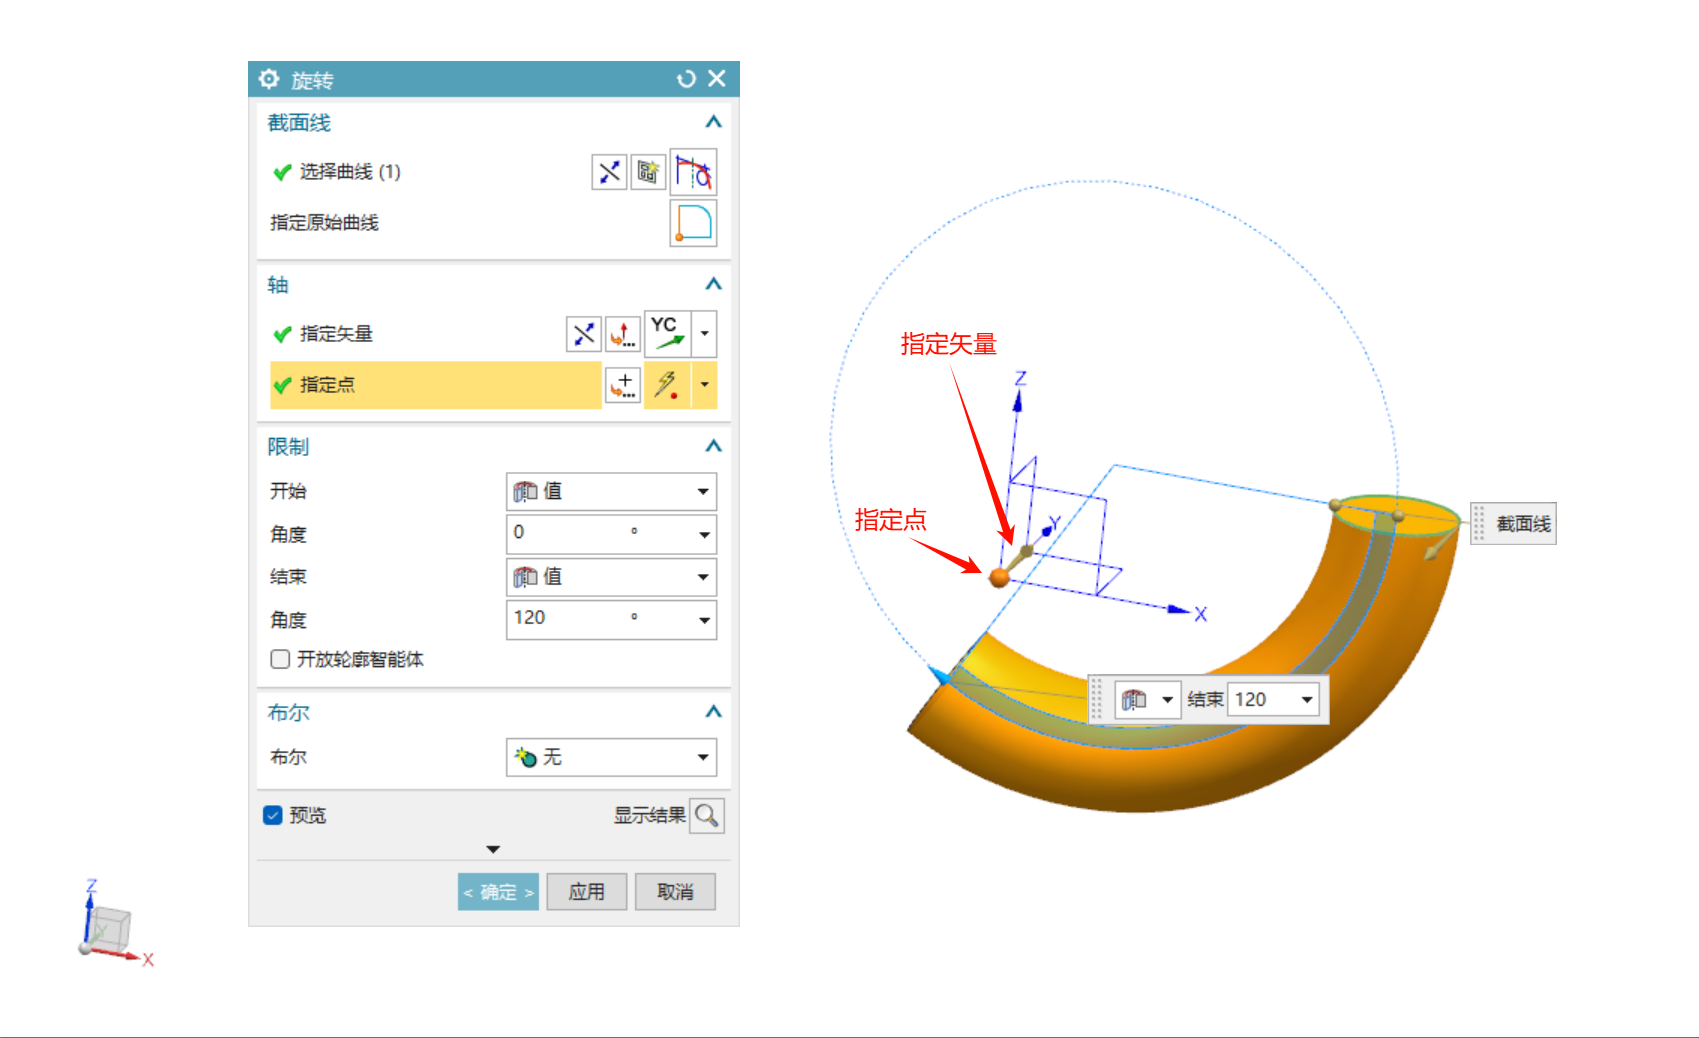 旋转
截面线
选择曲线 (1)
指定原始曲线
轴
指定矢量
YC
指定点
限制
开始
值
角度
0 °
结束
值
角度
120 °
开放轮廓智能体
布尔
布尔
无
预览
显示结果
< 确定 >
应用
取消
指定矢量
Z
指定点
Y
X
截面线
结束 120
Z
Y
X